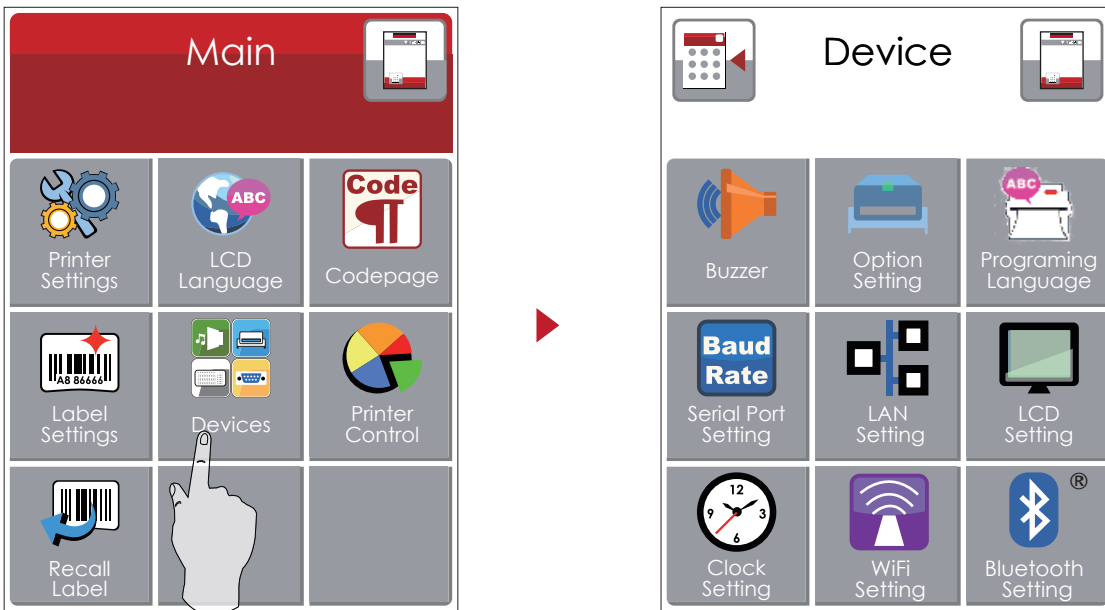 Main
ABC
Code
Printer
Settings
LCD
Language
Codepage
A8 86666
Label
Settings
Devices
Printer
Control
Recall
Label
Device
Buzzer
Option
Setting
ABC
Programing
Language
Baud
Rate
Serial Port
Setting
LAN
Setting
LCD
Setting
12
9
3
6
Clock
Setting
WiFi
Setting
®
Bluetooth
Setting